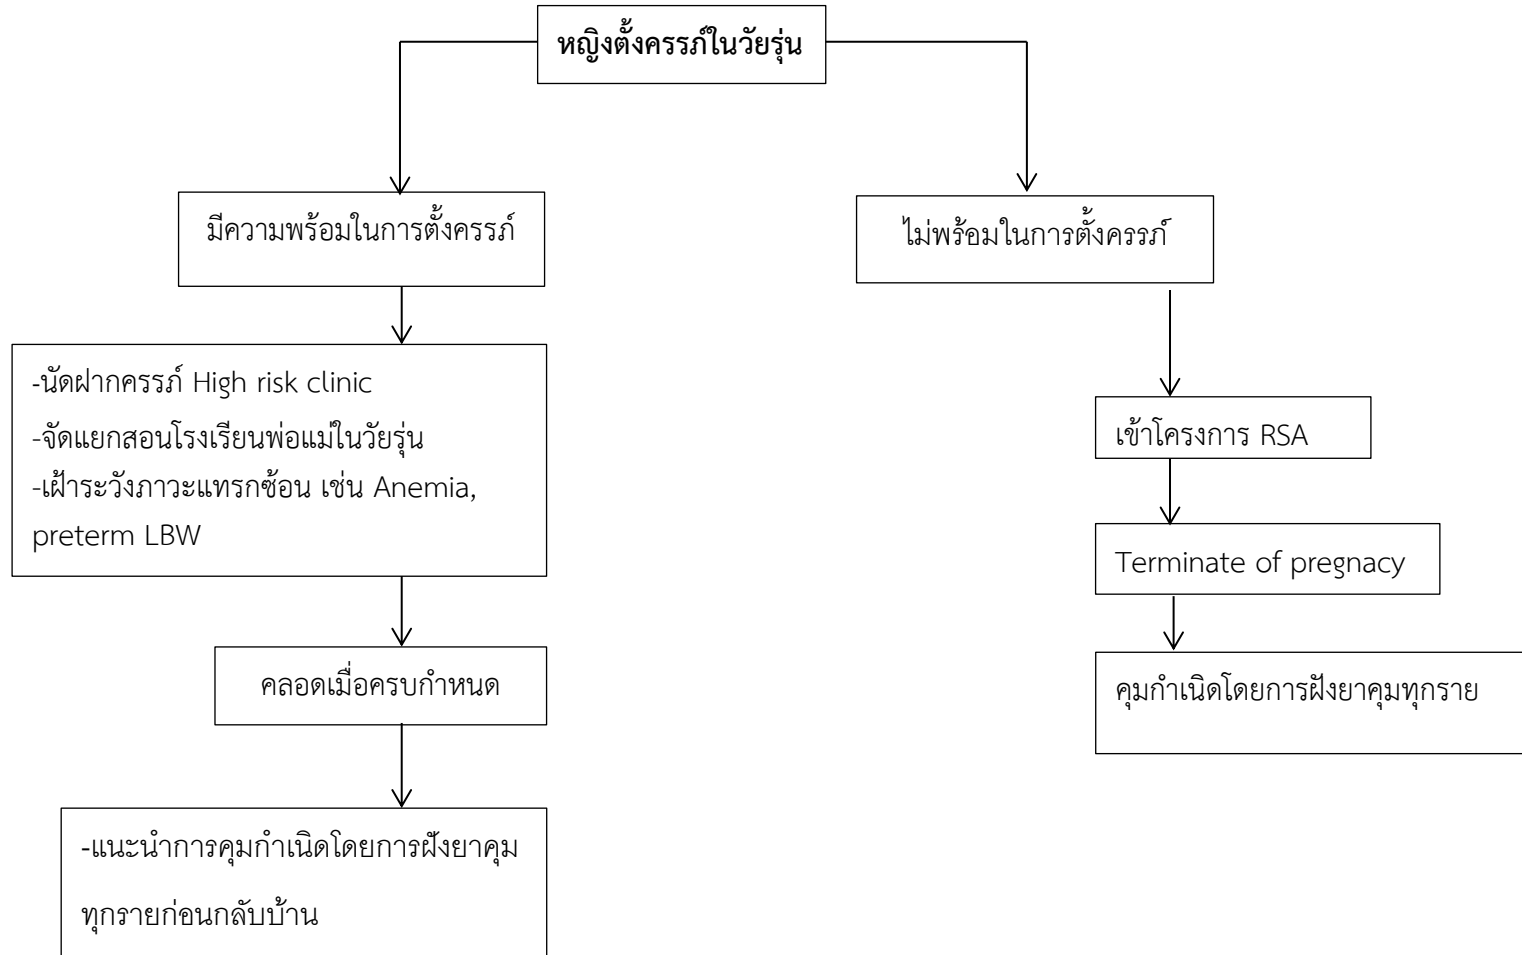 หญิงตั้งครรภ์ในวัยรุ่น
มีความพร้อมในการตั้งครรภ์
ไม่พร้อมในการตั้งครรภ์
-นัดฝากครรภ์ High risk clinic
-จัดแยกสอนโรงเรียนพ่อแม่ในวัยรุ่น
-เฝ้าระวังภาวะแทรกซ้อน เช่น Anemia,
preterm LBW
เข้าโครงการ RSA
Terminate of pregnacy
คลอดเมื่อครบกำหนด
คุมกำเนิดโดยการฝังยาคุมทุกราย
-แนะนำการคุมกำเนิดโดยการฝังยาคุม
ทุกรายก่อนกลับบ้าน